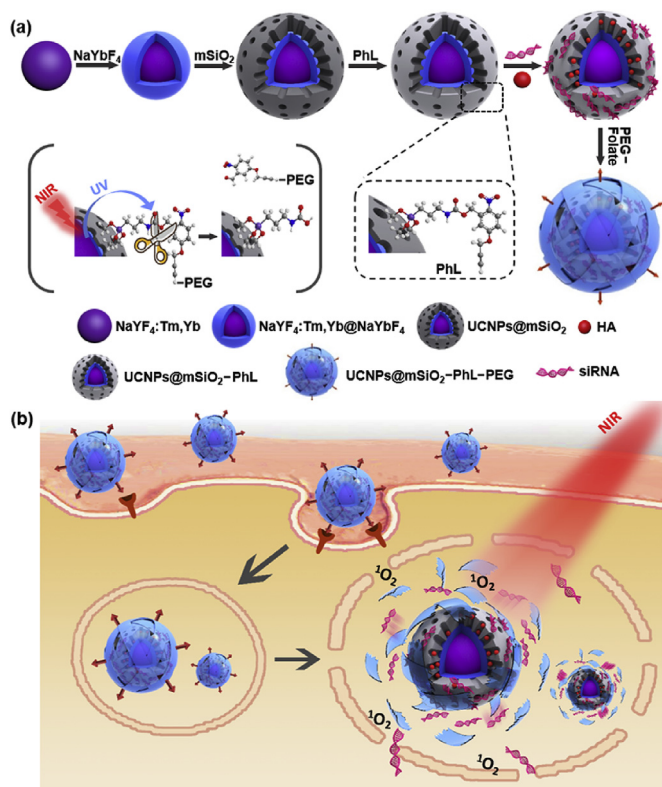 (a)
NaYbF₄
mSiO₂
PhL
PEG-
Folate
NIR
UV
PEG
PEG
PhL
NaYF₄:Tm,Yb
NaYF₄:Tm,Yb@NaYbF₄
UCNPs@mSiO₂
HA
UCNPs@mSiO₂-PhL
UCNPs@mSiO₂-PhL-PEG
siRNA
(b)
NIR
¹O₂
¹O₂
¹O₂
¹O₂